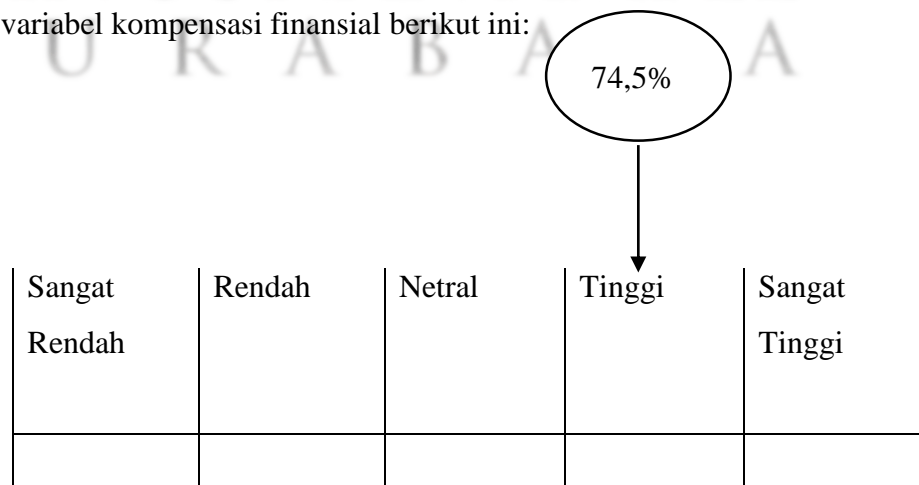 variabel kompensasi finansial berikut ini:
U R A B A A
74,5%
Sangat Rendah Netral Tinggi Sangat
Rendah Tinggi